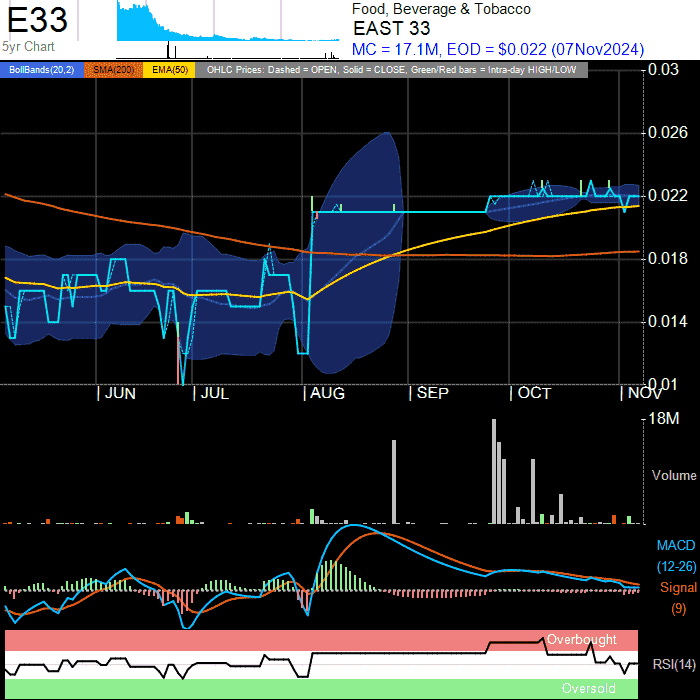 E33
5yr Chart
Food, Beverage & Tobacco
EAST 33
MC = 17.1M, EOD = $0.022 (07Nov2024)
BollBands(20,2) SMA(200) EMA(50) OHLC Prices: Dashed = OPEN, Solid = CLOSE, Green/Red bars = Intra-day HIGH/LOW
0.03
0.026
0.022
0.018
0.014
0.01
JUN JUL AUG SEP OCT NOV
18M
Volume
MACD
(12-26)
Signal
(9)
Overbought
RSI(14)
Oversold